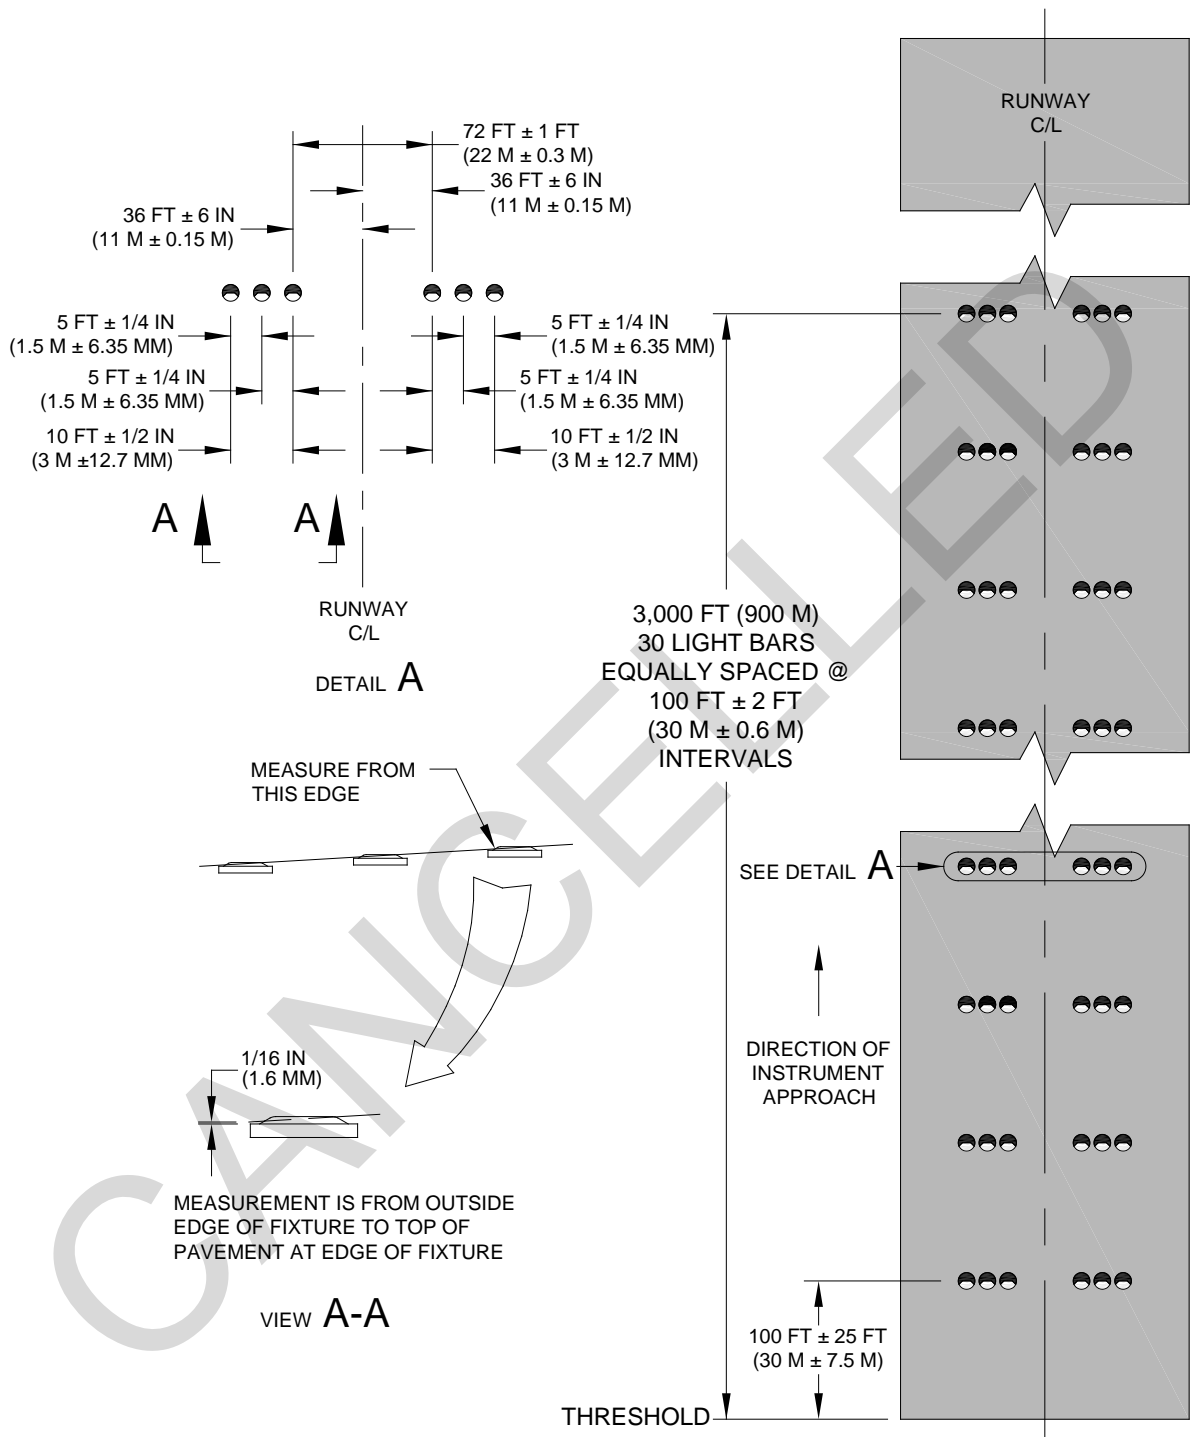 RUNWAY
C/L
72 FT ± 1 FT
(22 M ± 0.3 M)
36 FT ± 6 IN
(11 M ± 0.15 M)
36 FT ± 6 IN
(11 M ± 0.15 M)
5 FT ± 1/4 IN
(1.5 M ± 6.35 MM)
5 FT ± 1/4 IN
(1.5 M ± 6.35 MM)
5 FT ± 1/4 IN
(1.5 M ± 6.35 MM)
5 FT ± 1/4 IN
(1.5 M ± 6.35 MM)
10 FT ± 1/2 IN
(3 M ±12.7 MM)
10 FT ± 1/2 IN
(3 M ± 12.7 MM)
A
A
RUNWAY
C/L
DETAIL A
3,000 FT (900 M)
30 LIGHT BARS
EQUALLY SPACED @
100 FT ± 2 FT
(30 M ± 0.6 M)
INTERVALS
MEASURE FROM
THIS EDGE
SEE DETAIL A
DIRECTION OF
INSTRUMENT
APPROACH
1/16 IN
(1.6 MM)
MEASUREMENT IS FROM OUTSIDE
EDGE OF FIXTURE TO TOP OF
PAVEMENT AT EDGE OF FIXTURE
VIEW A-A
100 FT ± 25 FT
(30 M ± 7.5 M)
THRESHOLD
CANCELLED